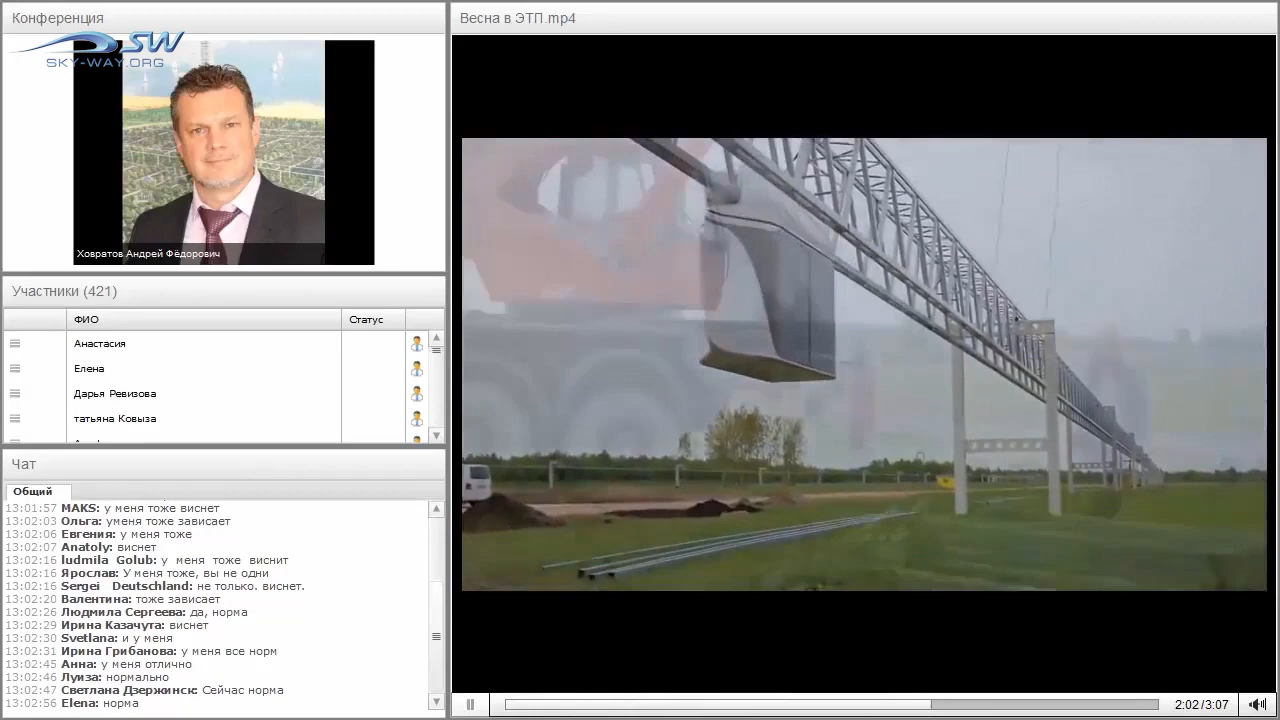 Конференция
SW
SKY-WAY.ORG
Ховратов Андрей Фёдорович
Участники (421)
ФИО Статус
Анастасия
Елена
Дарья Ревизова
татьяна Ковыза
Чат
Общий
13:01:57 MAKS: у меня тоже виснет
13:02:03 Ольга: уменя тоже зависает
13:02:06 Евгения: у меня тоже
13:02:07 Anatoly: виснет
13:02:16 ludmila Golub: у меня тоже виснит
13:02:16 Ярослав: У меня тоже, вы не одни
13:02:16 Sergei Deutschland: не только. виснет.
13:02:20 Валентина: тоже зависает
13:02:26 Людмила Сергеева: да, норма
13:02:29 Ирина Казачута: виснет
13:02:30 Svetlana: и у меня
13:02:31 Ирина Грибанова: у меня все норм
13:02:45 Анна: у меня отлично
13:02:46 Луиза: нормально
13:02:47 Светлана Дзержинск: Сейчас норма
13:02:56 Elena: норма
Весна в ЭТП.mp4
2:02/3:07